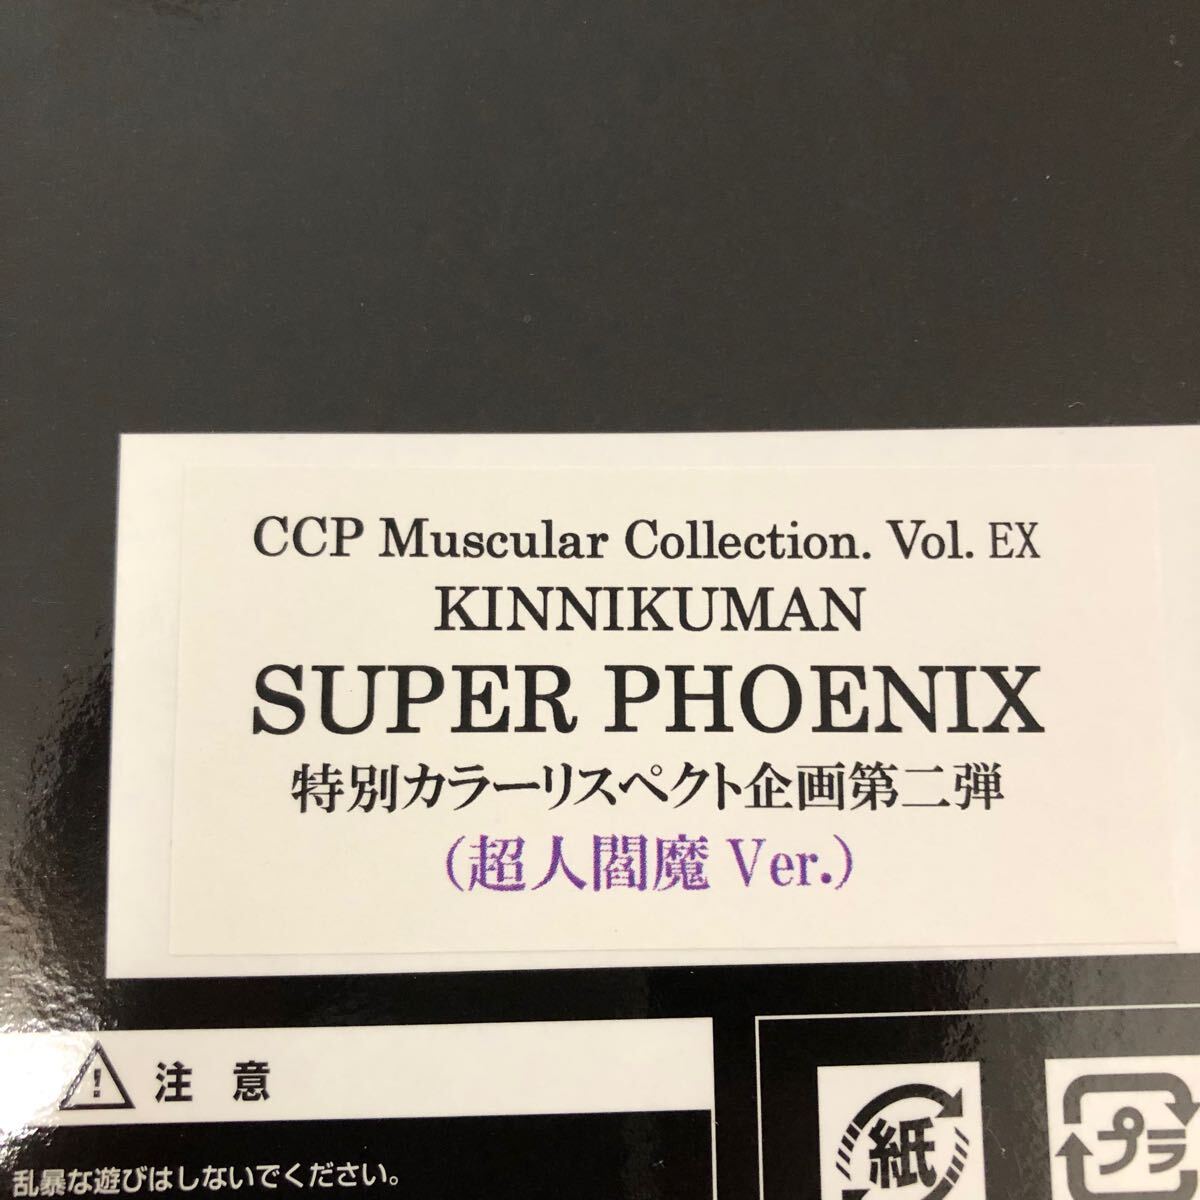 CCP Muscular Collection. Vol. EX
KINNIKUMAN
SUPER PHOENIX
特別カラーリスペクト企画第二弾
（超人閻魔 Ver.）
注 意
乱暴な遊びはしないでください。
紙
プラ